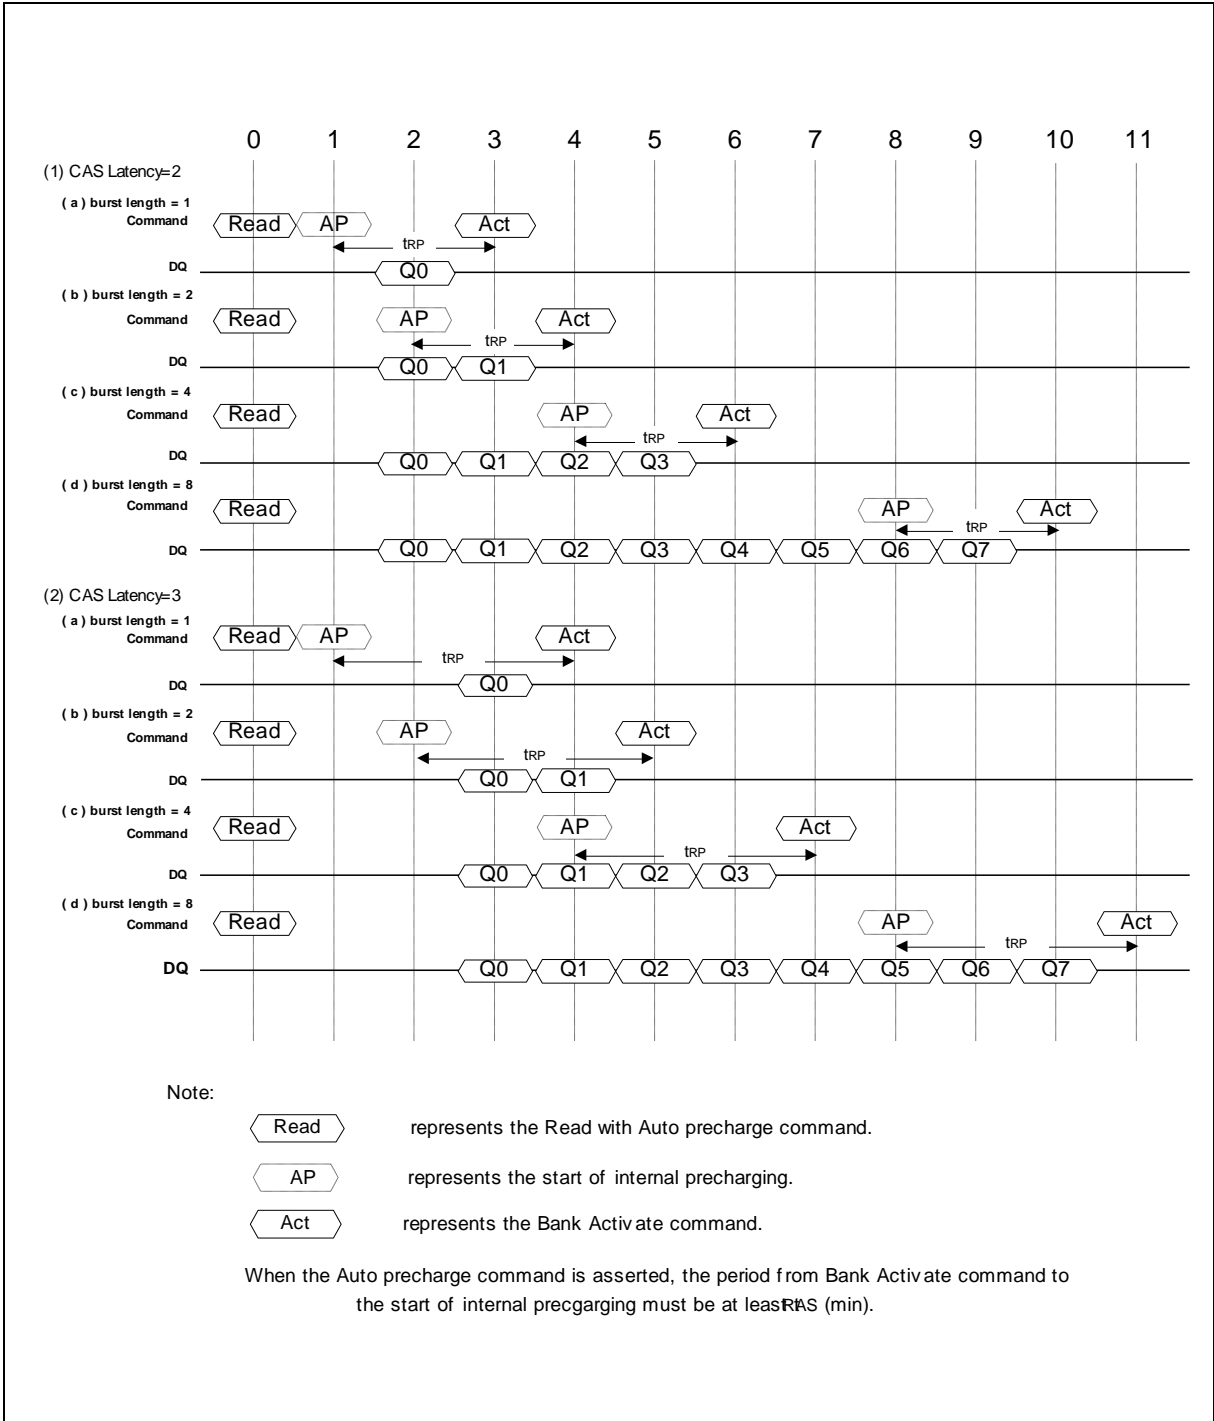 0 1 2 3 4 5 6 7 8 9 10 11
(1) CAS Latency=2
( a ) burst length = 1
Command Read AP Act
tRP
DQ Q0
( b ) burst length = 2
Command Read AP Act
tRP
DQ Q0 Q1
( c ) burst length = 4
Command Read AP Act
tRP
DQ Q0 Q1 Q2 Q3
( d ) burst length = 8
Command Read AP Act
tRP
DQ Q0 Q1 Q2 Q3 Q4 Q5 Q6 Q7
(2) CAS Latency=3
( a ) burst length = 1
Command Read AP Act
tRP
DQ Q0
( b ) burst length = 2
Command Read AP Act
tRP
DQ Q0 Q1
( c ) burst length = 4
Command Read AP Act
tRP
DQ Q0 Q1 Q2 Q3
( d ) burst length = 8
Command Read AP Act
tRP
DQ Q0 Q1 Q2 Q3 Q4 Q5 Q6 Q7
Note:
Read represents the Read with Auto precharge command.
AP represents the start of internal precharging.
Act represents the Bank Activate command.
When the Auto precharge command is asserted, the period from Bank Activate command to
the start of internal precgarging must be at least tRAS (min).